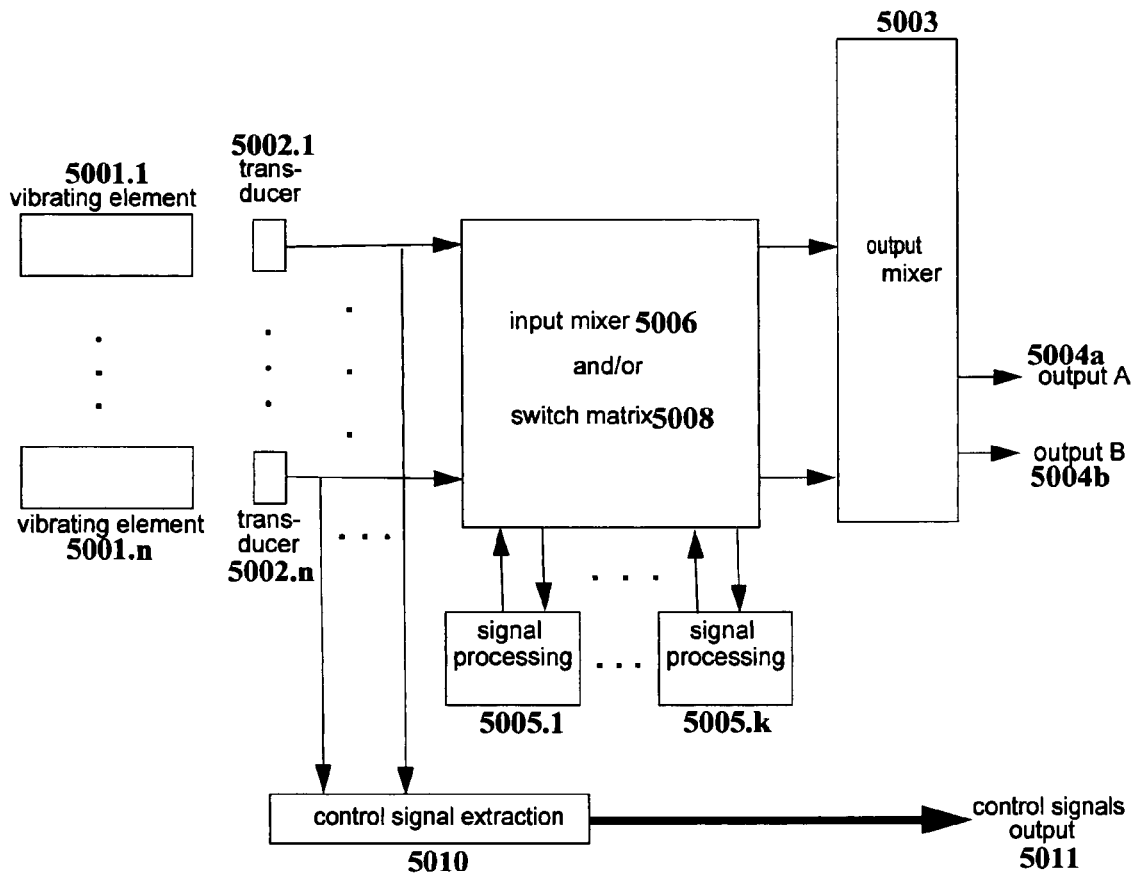 5003
5002.1
trans-
ducer
5001.1
vibrating element
output
mixer
input mixer 5006
and/or
switch matrix 5008
5004a
output A
output B
5004b
vibrating element
5001.n
trans-
ducer
5002.n
signal
processing
signal
processing
5005.1
5005.k
control signal extraction
5010
control signals
output
5011